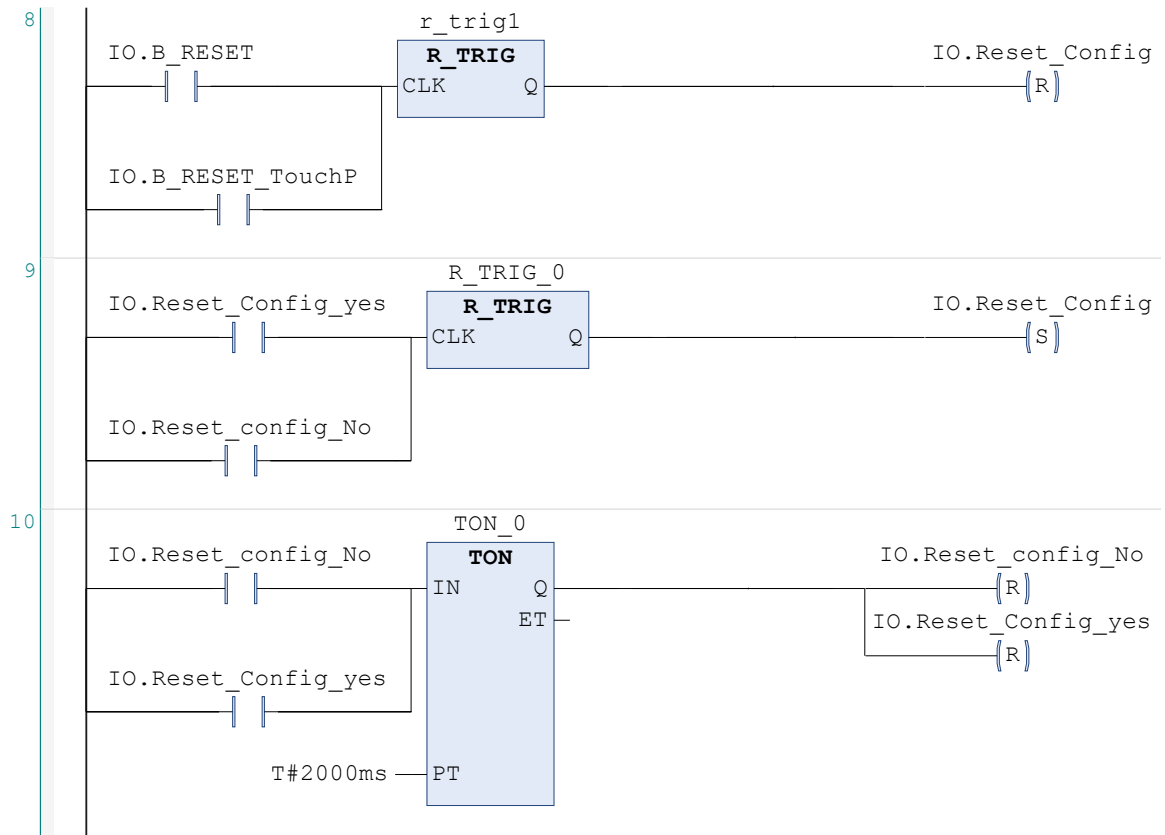 8
r_trig1
IO.B_RESET
R_TRIG
IO.Reset_Config
CLK Q
R
IO.B_RESET_TouchP
9
R_TRIG_0
IO.Reset_Config_yes
R_TRIG
IO.Reset_Config
CLK Q
S
IO.Reset_config_No
10
TON_0
IO.Reset_config_No
TON
IO.Reset_config_No
IN Q
R
ET
IO.Reset_Config_yes
R
IO.Reset_Config_yes
T#2000ms PT